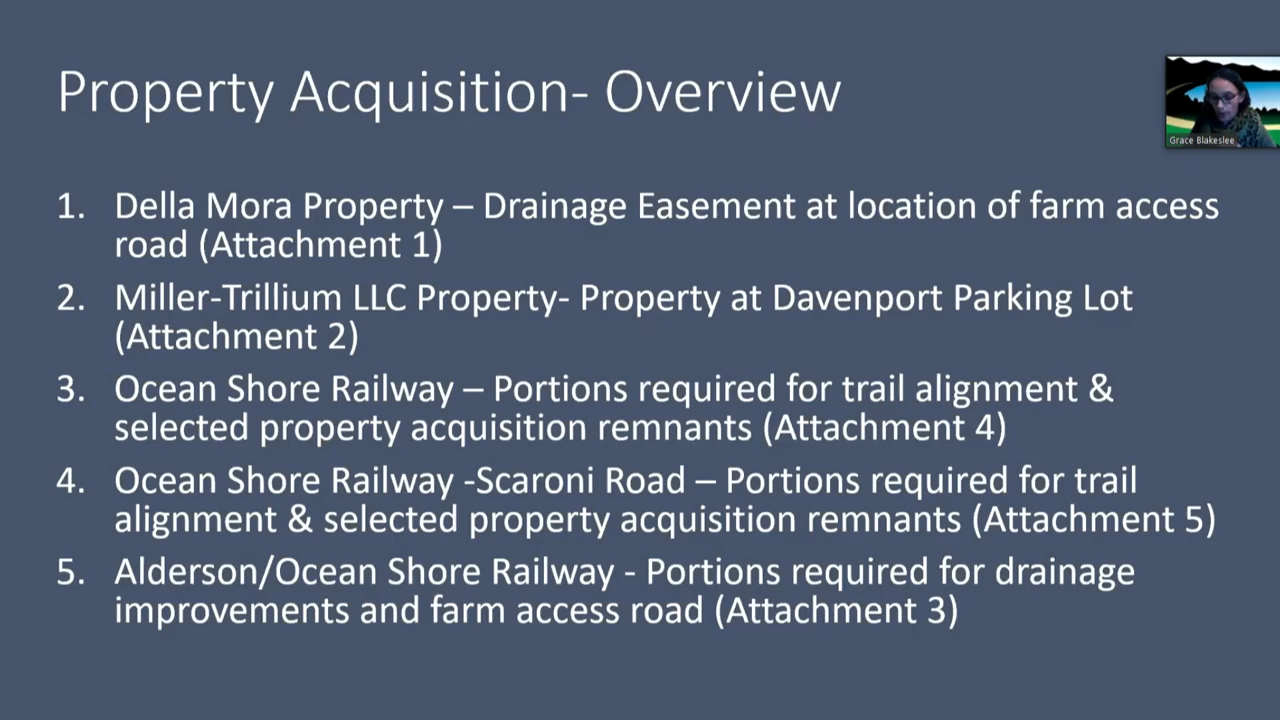 Property Acquisition- Overview
Grace Blakeslee
1. Della Mora Property – Drainage Easement at location of farm access
road (Attachment 1)
2. Miller-Trillium LLC Property- Property at Davenport Parking Lot
(Attachment 2)
3. Ocean Shore Railway – Portions required for trail alignment &
selected property acquisition remnants (Attachment 4)
4. Ocean Shore Railway -Scaroni Road – Portions required for trail
alignment & selected property acquisition remnants (Attachment 5)
5. Alderson/Ocean Shore Railway - Portions required for drainage
improvements and farm access road (Attachment 3)